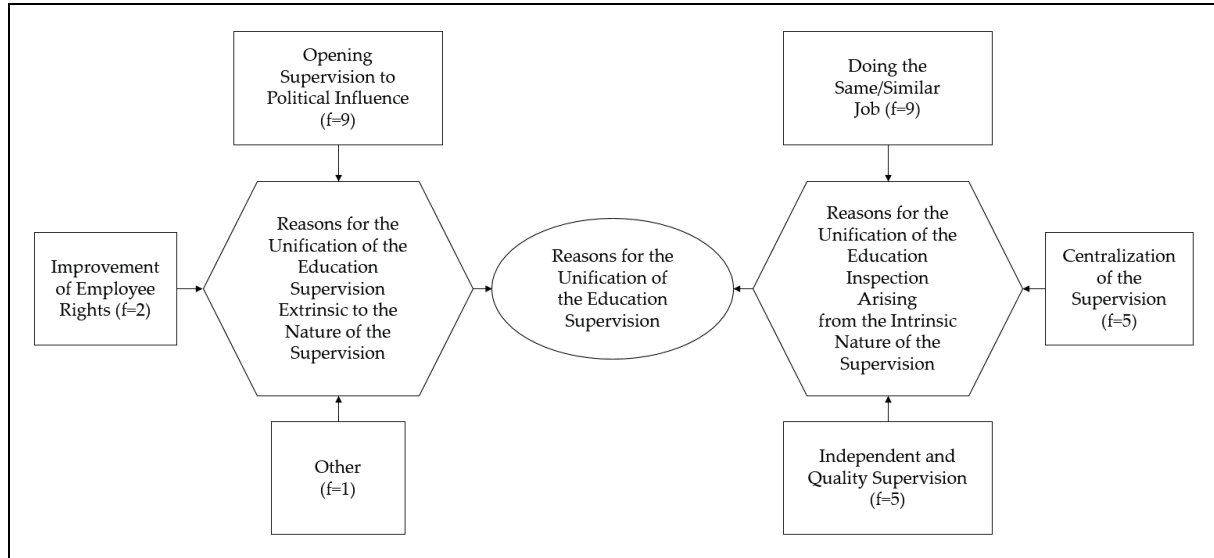 Opening
Supervision to
Political Influence
(f=9)
Doing the
Same/Similar
Job (f=9)
Improvement
of Employee
Rights (f=2)
Reasons for the
Unification of the
Education
Supervision
Extrinsic to the
Nature of the
Supervision
Reasons for the
Unification of
the Education
Supervision
Reasons for the
Unification of the
Education
Inspection
Arising
from the Intrinsic
Nature of the
Supervision
Centralization
of the
Supervision
(f=5)
Other
(f=1)
Independent and
Quality Supervision
(f=5)